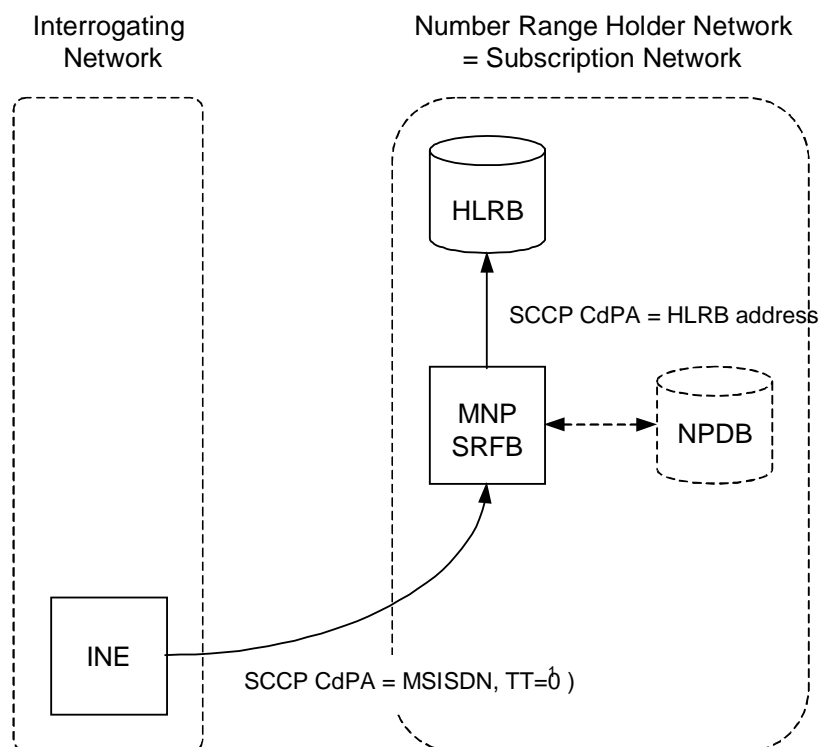 Interrogating
Network
Number Range Holder Network
= Subscription Network
HLRB
SCCP CdPA = HLRB address
MNP
SRFB
NPDB
INE
SCCP CdPA = MSISDN, TT=0 1)